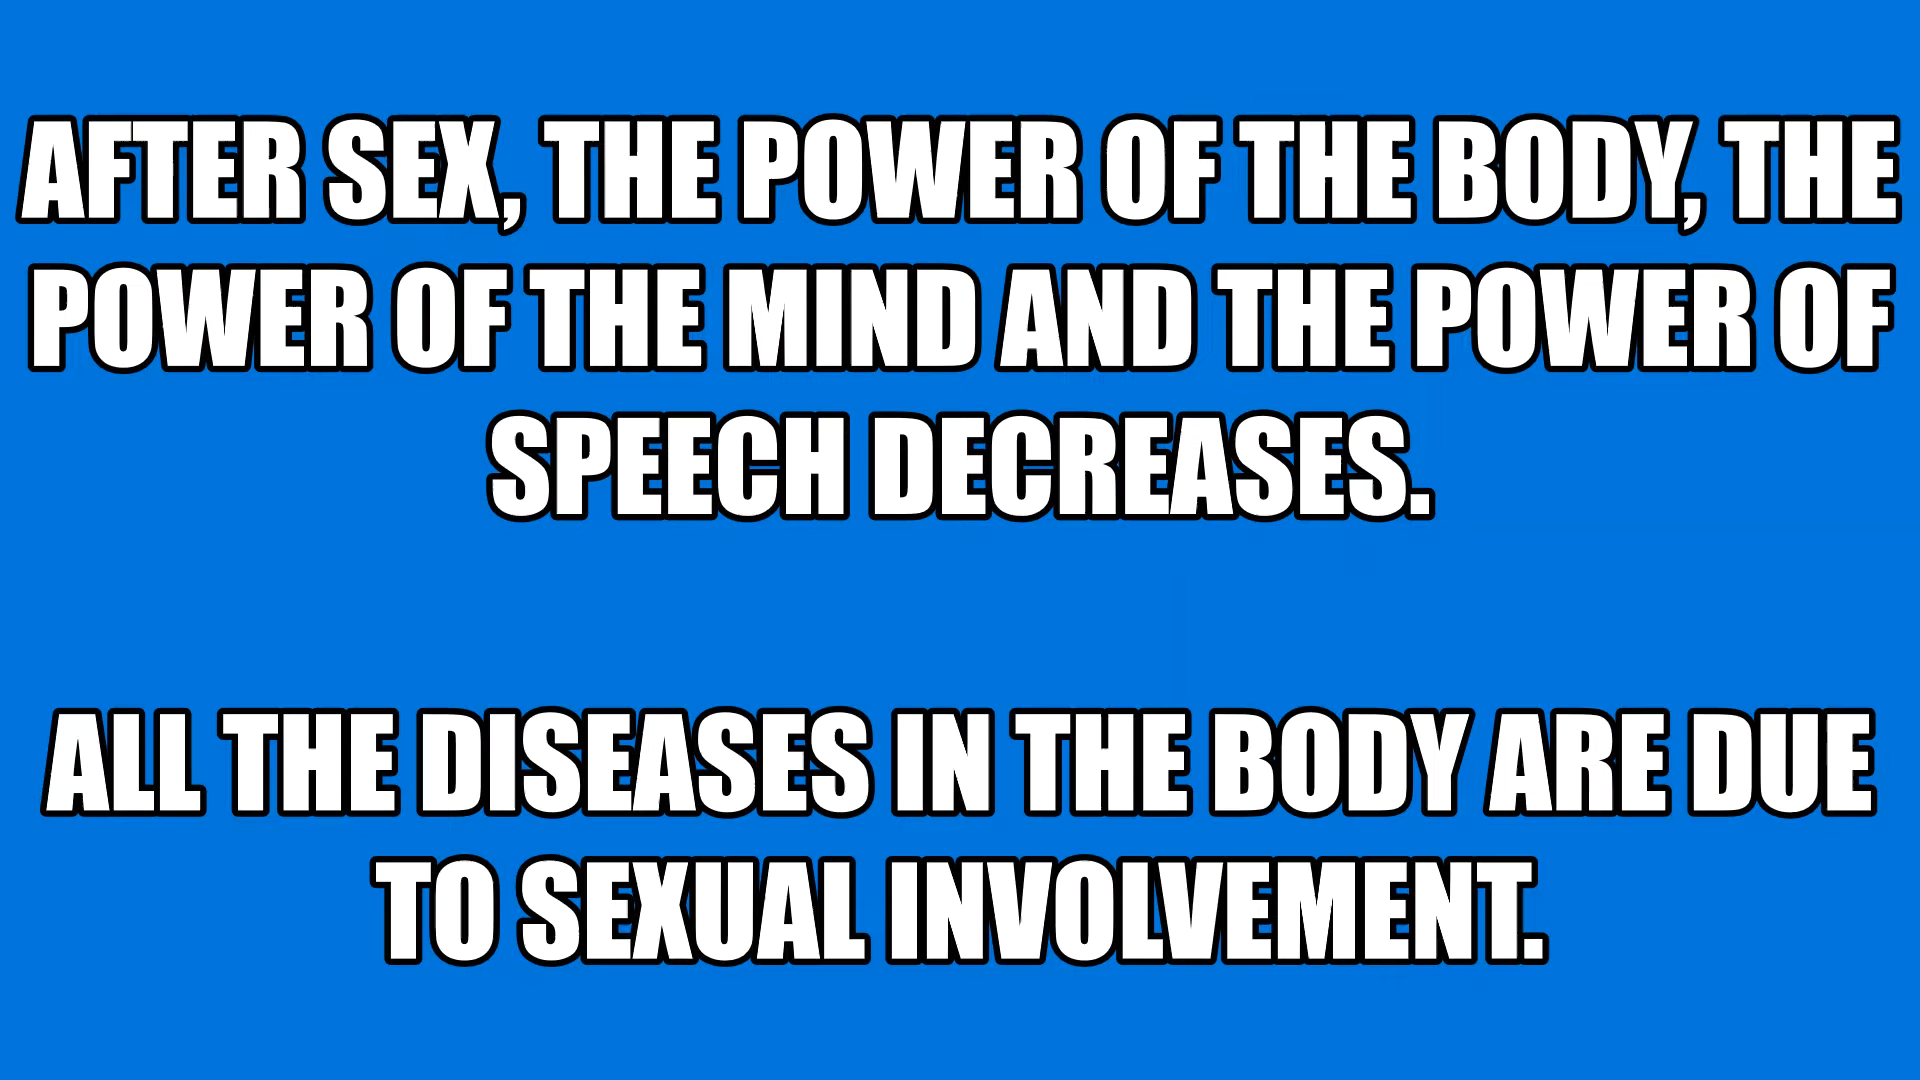 AFTER SEX, THE POWER OF THE BODY, THE
POWER OF THE MIND AND THE POWER OF
SPEECH DECREASES.
ALL THE DISEASES IN THE BODY ARE DUE
TO SEXUAL INVOLVEMENT.